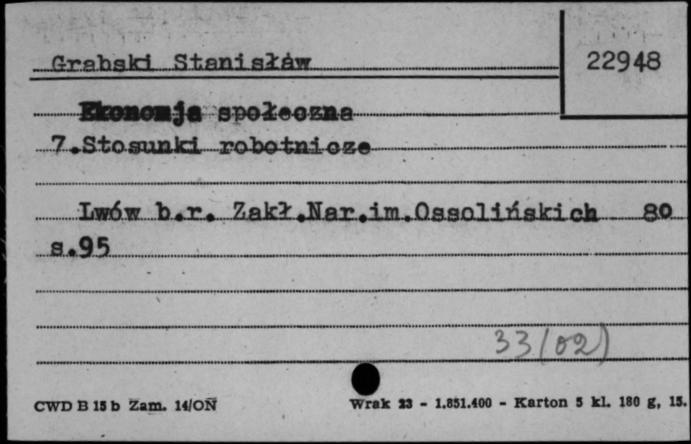 Grabski Stanisław
22948
Ekonomja społeczna
7.Stosunki robotnicze
Lwów b.r. Zakł.Nar.im.Ossolińskich 80
s.95
33/02)
CWD B 15 b Zam. 14/ON Wrak 23 - 1.851.400 - Karton 5 kl. 180 g, 15.